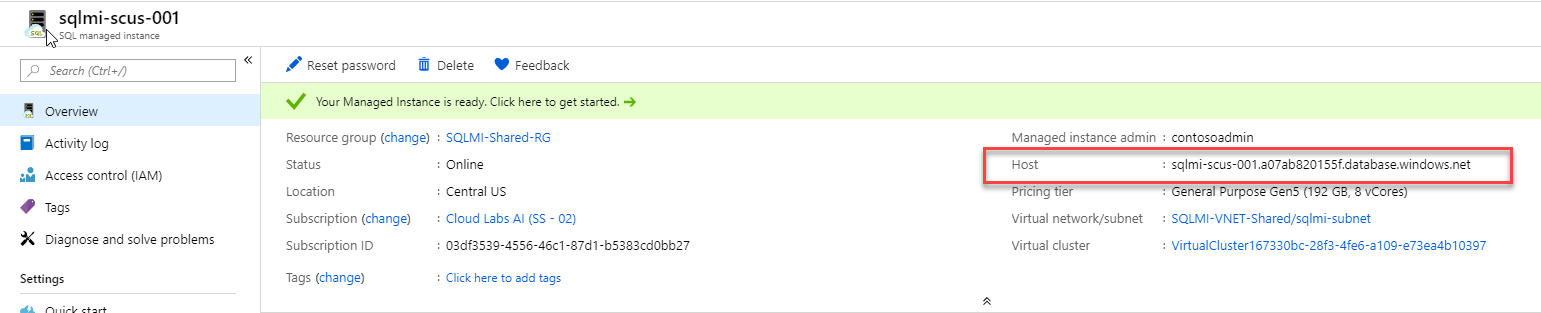 sqlmi-scus-001
SQL managed instance
SQL
Search (Ctrl+/)
«
Overview
Activity log
Access control (IAM)
Tags
Diagnose and solve problems
Settings
Quick start
Reset password Delete Feedback
Your Managed Instance is ready. Click here to get started. →
Resource group (change) : SQLMI-Shared-RG
Status : Online
Location : Central US
Subscription (change) : Cloud Labs AI (SS - 02)
Subscription ID : 03df3539-4556-46c1-87d1-b5383cd0bb27
Tags (change) : Click here to add tags
Managed instance admin : contosoadmin
Host : sqlmi-scus-001.a07ab820155f.database.windows.net
Pricing tier : General Purpose Gen5 (192 GB, 8 vCores)
Virtual network/subnet : SQLMI-VNET-Shared/sqlmi-subnet
Virtual cluster : VirtualCluster167330bc-28f3-4fe6-a109-e73ea4b10397